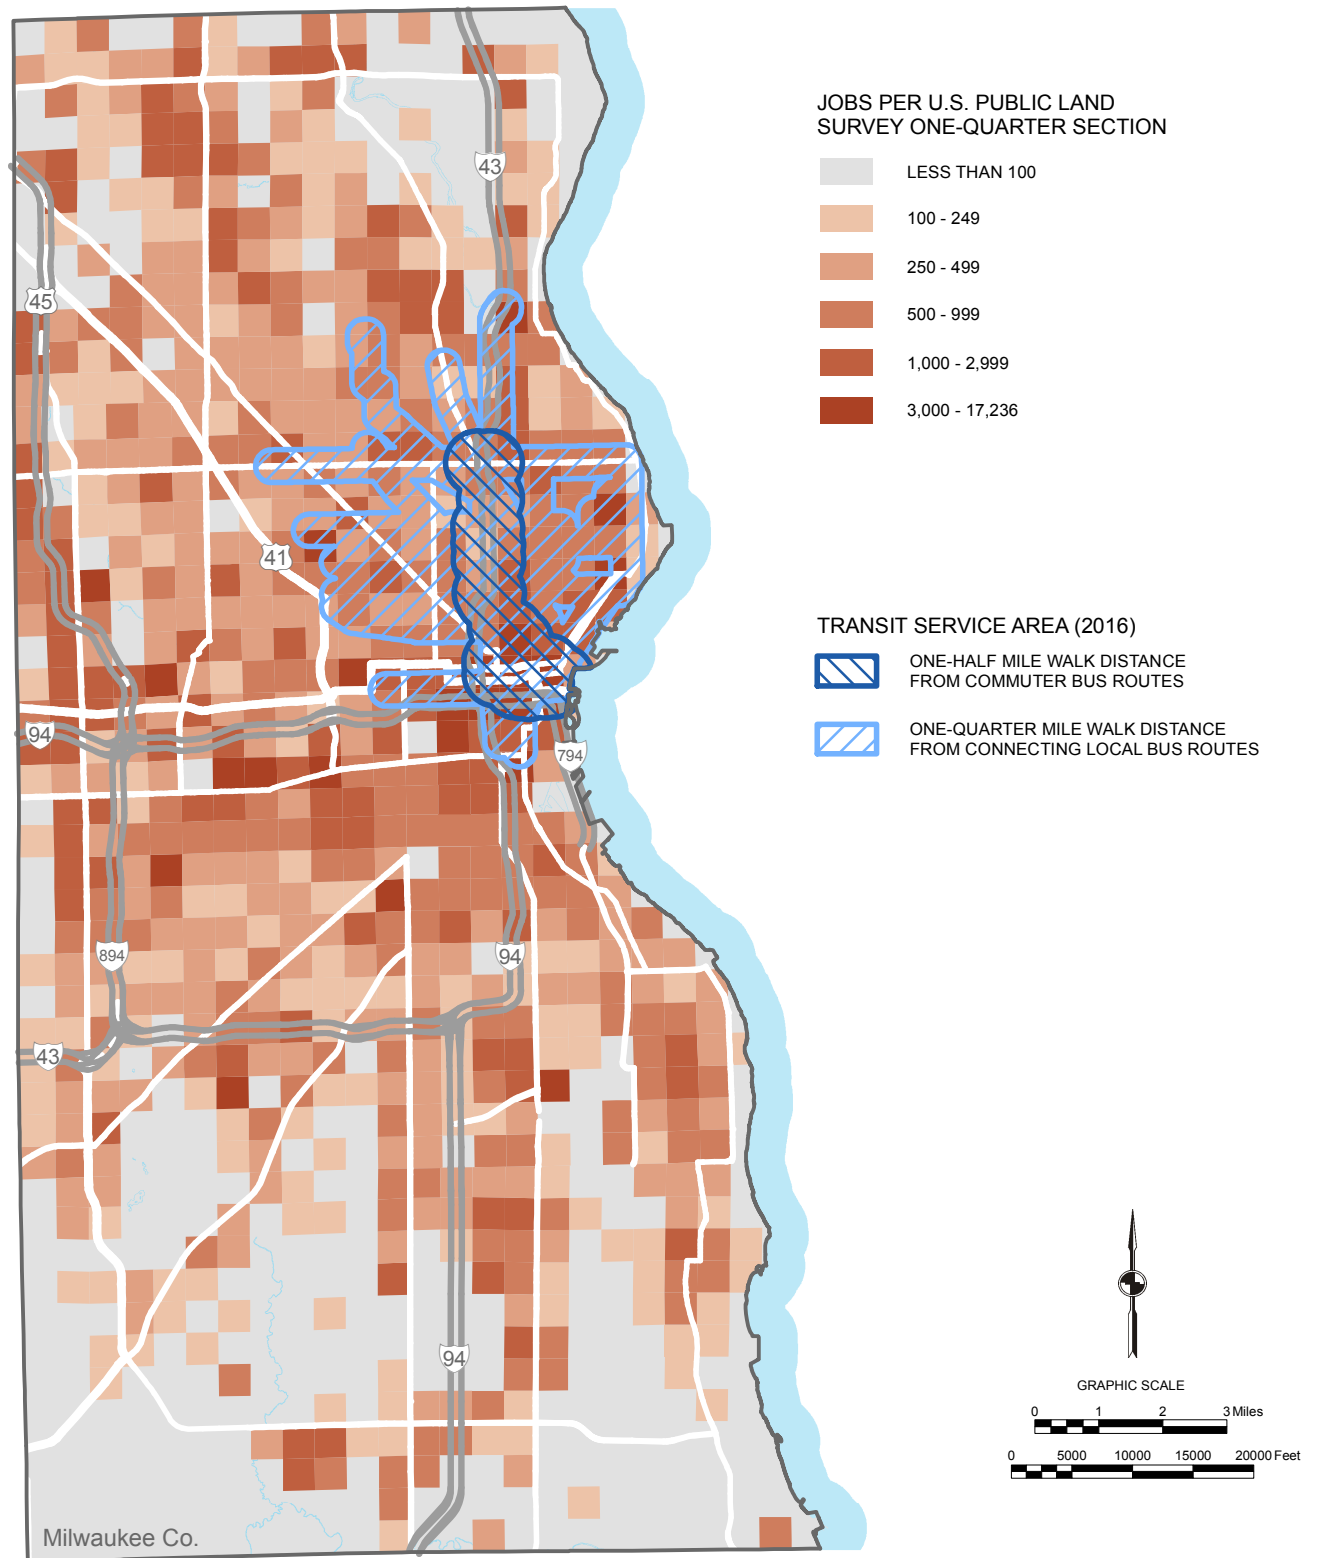 JOBS PER U.S. PUBLIC LAND
SURVEY ONE-QUARTER SECTION
LESS THAN 100
100 - 249
250 - 499
500 - 999
1,000 - 2,999
3,000 - 17,236
TRANSIT SERVICE AREA (2016)
ONE-HALF MILE WALK DISTANCE
FROM COMMUTER BUS ROUTES
ONE-QUARTER MILE WALK DISTANCE
FROM CONNECTING LOCAL BUS ROUTES
43
45
41
94
794
894
94
43
94
GRAPHIC SCALE
0 1 2 3 Miles
0 5000 10000 15000 20000 Feet
Milwaukee Co.